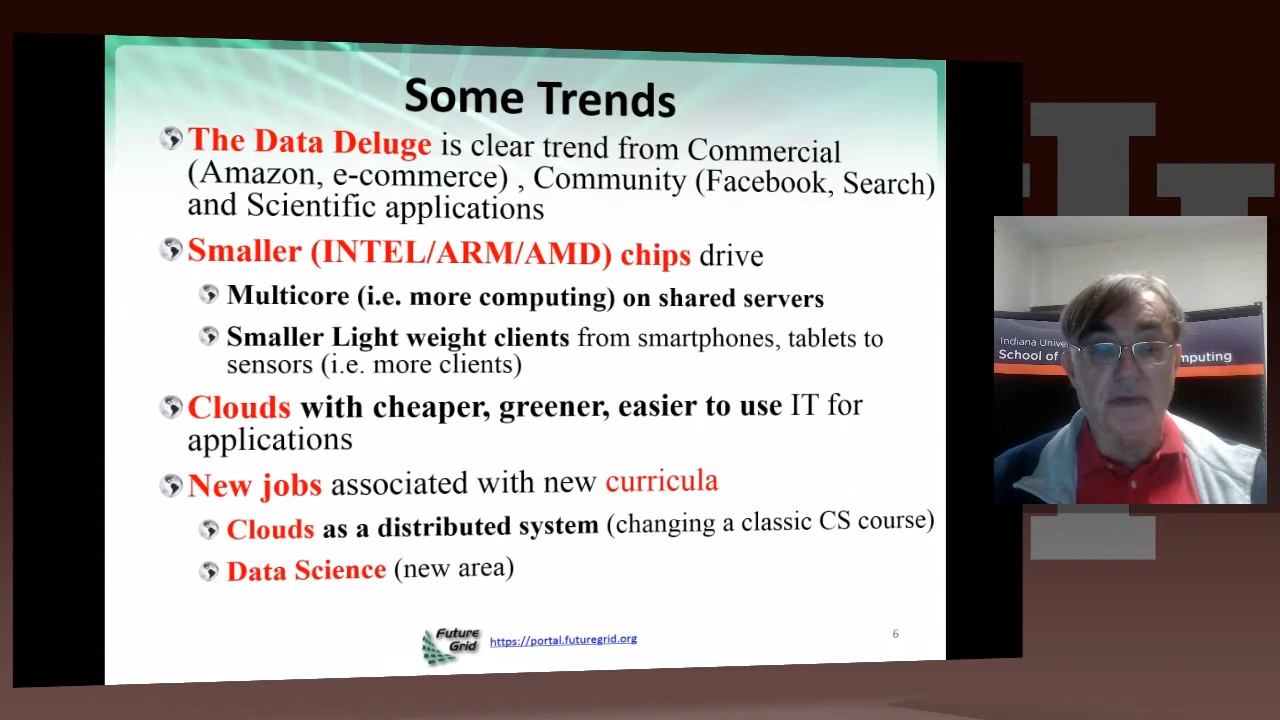 Some Trends
The Data Deluge is clear trend from Commercial
(Amazon, e-commerce) , Community (Facebook, Search)
and Scientific applications
Smaller (INTEL/ARM/AMD) chips drive
Multicore (i.e. more computing) on shared servers
Smaller Light weight clients from smartphones, tablets to
sensors (i.e. more clients)
Clouds with cheaper, greener, easier to use IT for
applications
New jobs associated with new curricula
Clouds as a distributed system (changing a classic CS course)
Data Science (new area)
Future
Grid
https://portal.futuregrid.org
6
Indiana
School of